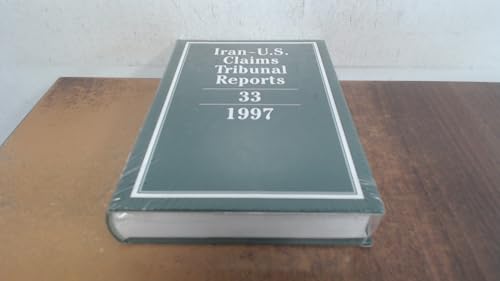 Iran-U.S.
Claims
Tribunal
Reports
33
1997